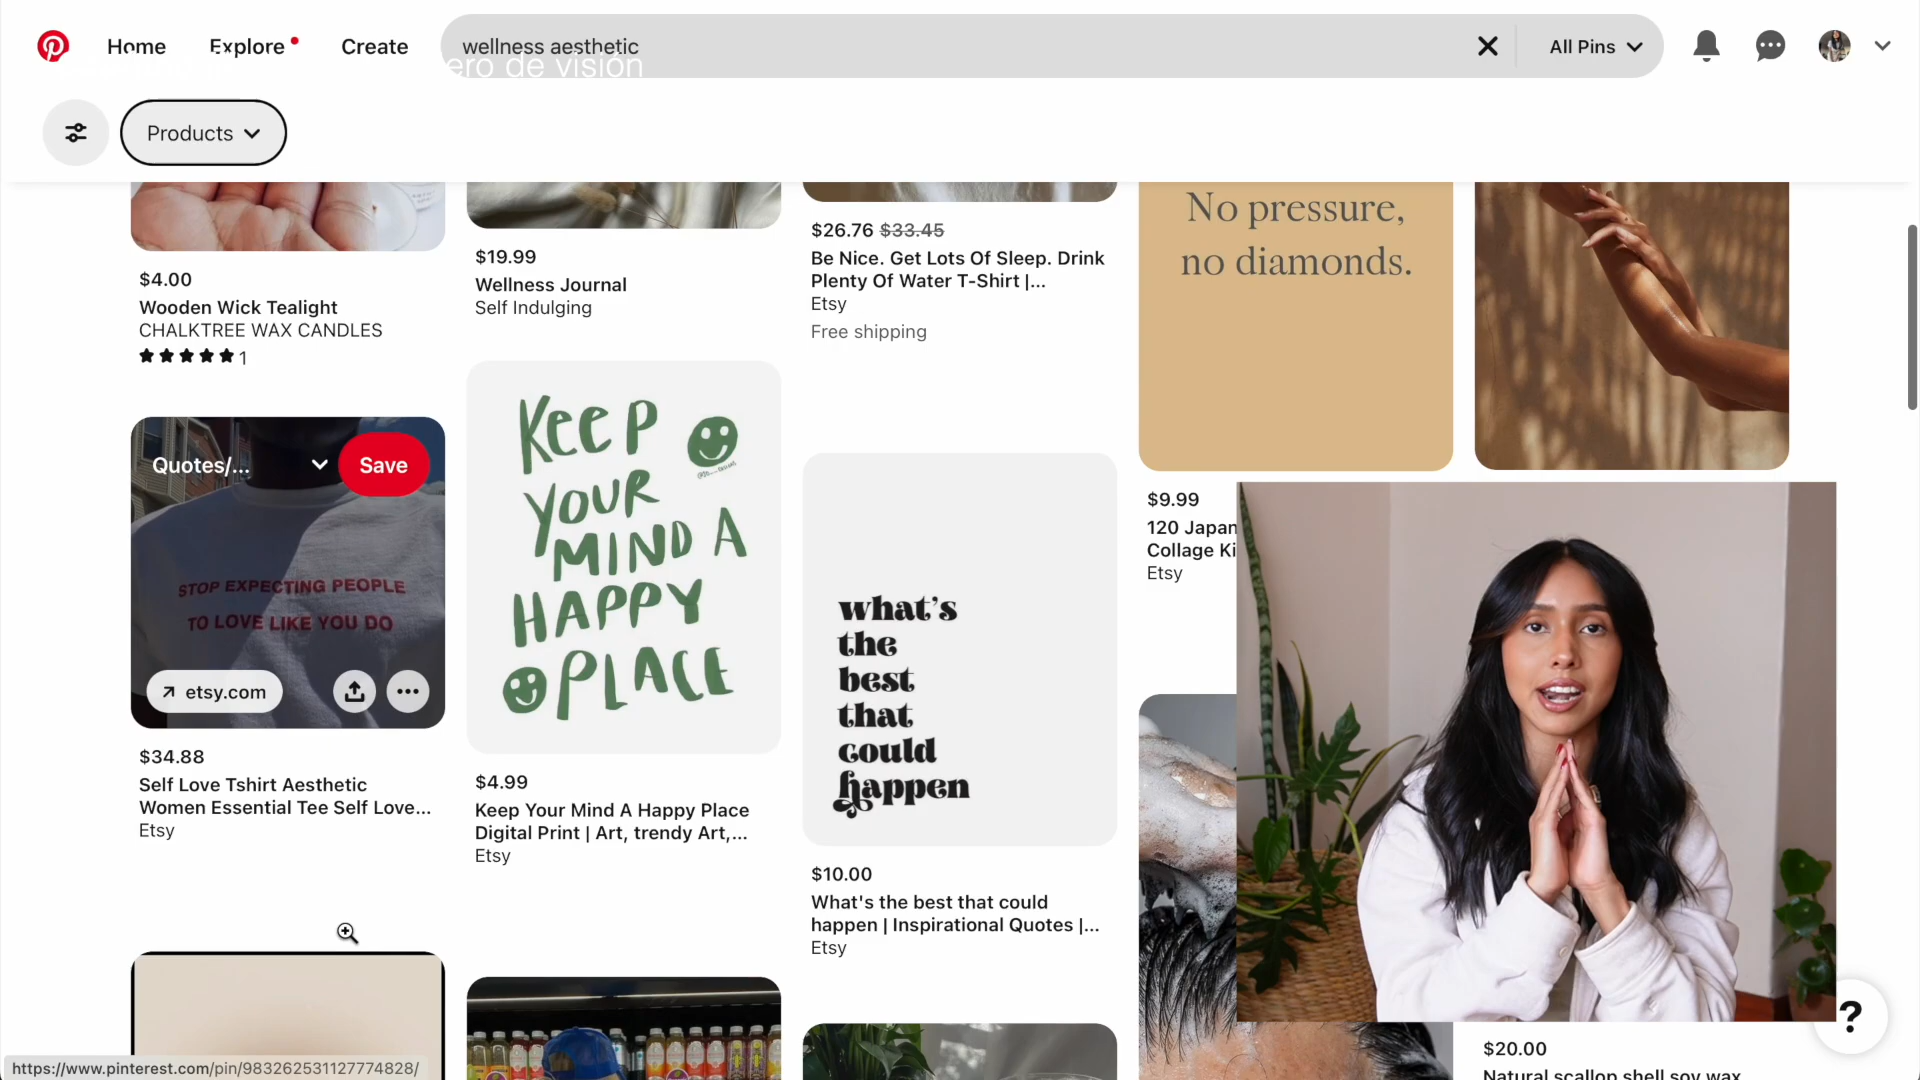 Home
Explore
Create
wellness aesthetic
ero de visión
All Pins
Products
$4.00
Wooden Wick Tealight
CHALKTREE WAX CANDLES
1
$19.99
Wellness Journal
Self Indulging
$26.76 $33.45
Be Nice. Get Lots Of Sleep. Drink
Plenty Of Water T-Shirt |...
Etsy
Free shipping
No pressure,
no diamonds.
$9.99
120 Japan
Collage Ki
Etsy
Quotes/...
Save
STOP EXPECTING PEOPLE
TO LOVE LIKE YOU DO
etsy.com
$34.88
Self Love Tshirt Aesthetic
Women Essential Tee Self Love...
Etsy
KEEP
YOUR
MIND A
HAPPY
PLACE
$4.99
Keep Your Mind A Happy Place
Digital Print | Art, trendy Art,...
Etsy
what's
the
best
that
could
happen
$10.00
What's the best that could
happen | Inspirational Quotes |...
Etsy
?
$20.00
Natural scallop shell soy wax
https://www.pinterest.com/pin/983262531127774828/